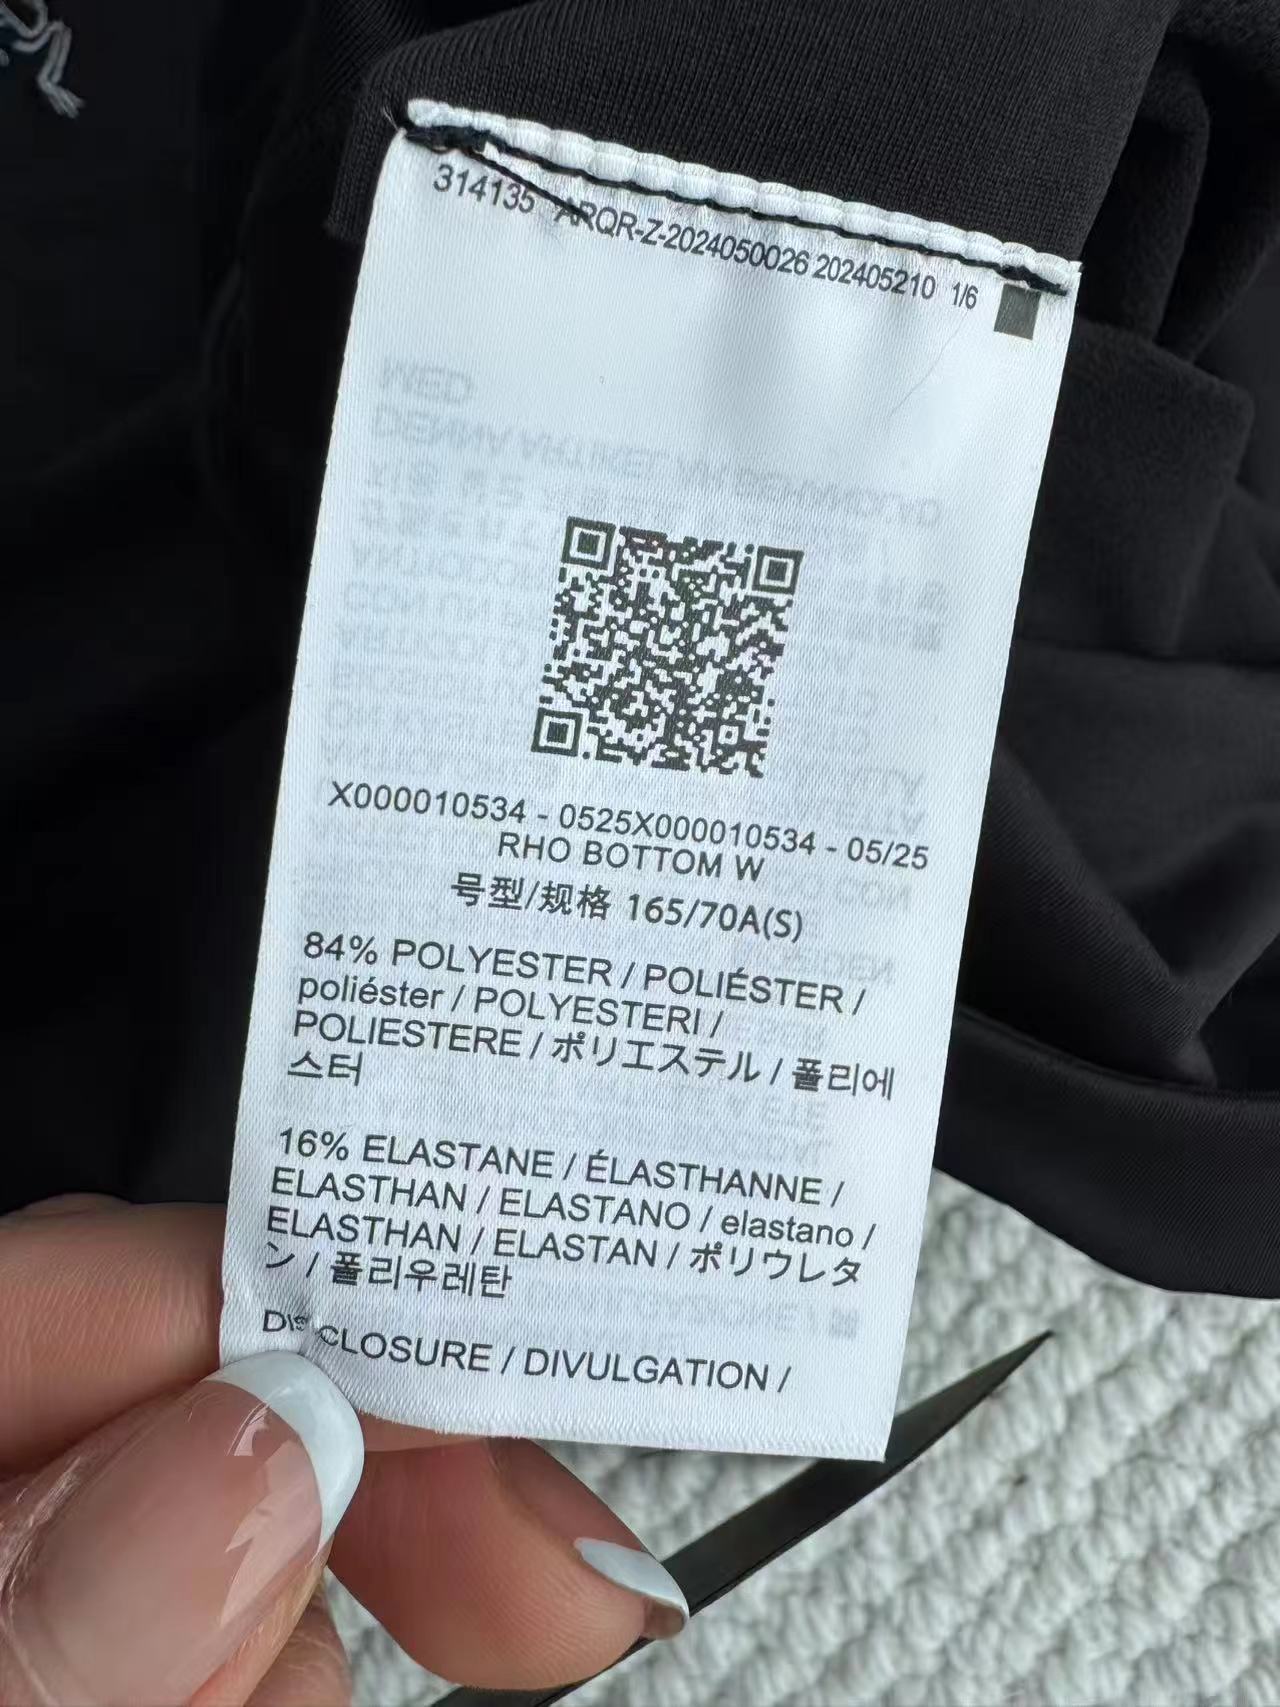 314135 ARQR-Z-2024050026 202405210 1/6
X000010534 - 0525X000010534 - 05/25
RHO BOTTOM W
号型/规格 165/70A(S)
84% POLYESTER / POLIÉSTER /
poliéster / POLYESTERI /
POLIESTERE / ポリエステル / 폴리에
스터
16% ELASTANE / ÉLASTHANNE /
ELASTHAN / ELASTANO / elastano /
ELASTHAN / ELASTAN / ポリウレタ
ン / 폴리우레탄
DISCLOSURE / DIVULGATION /